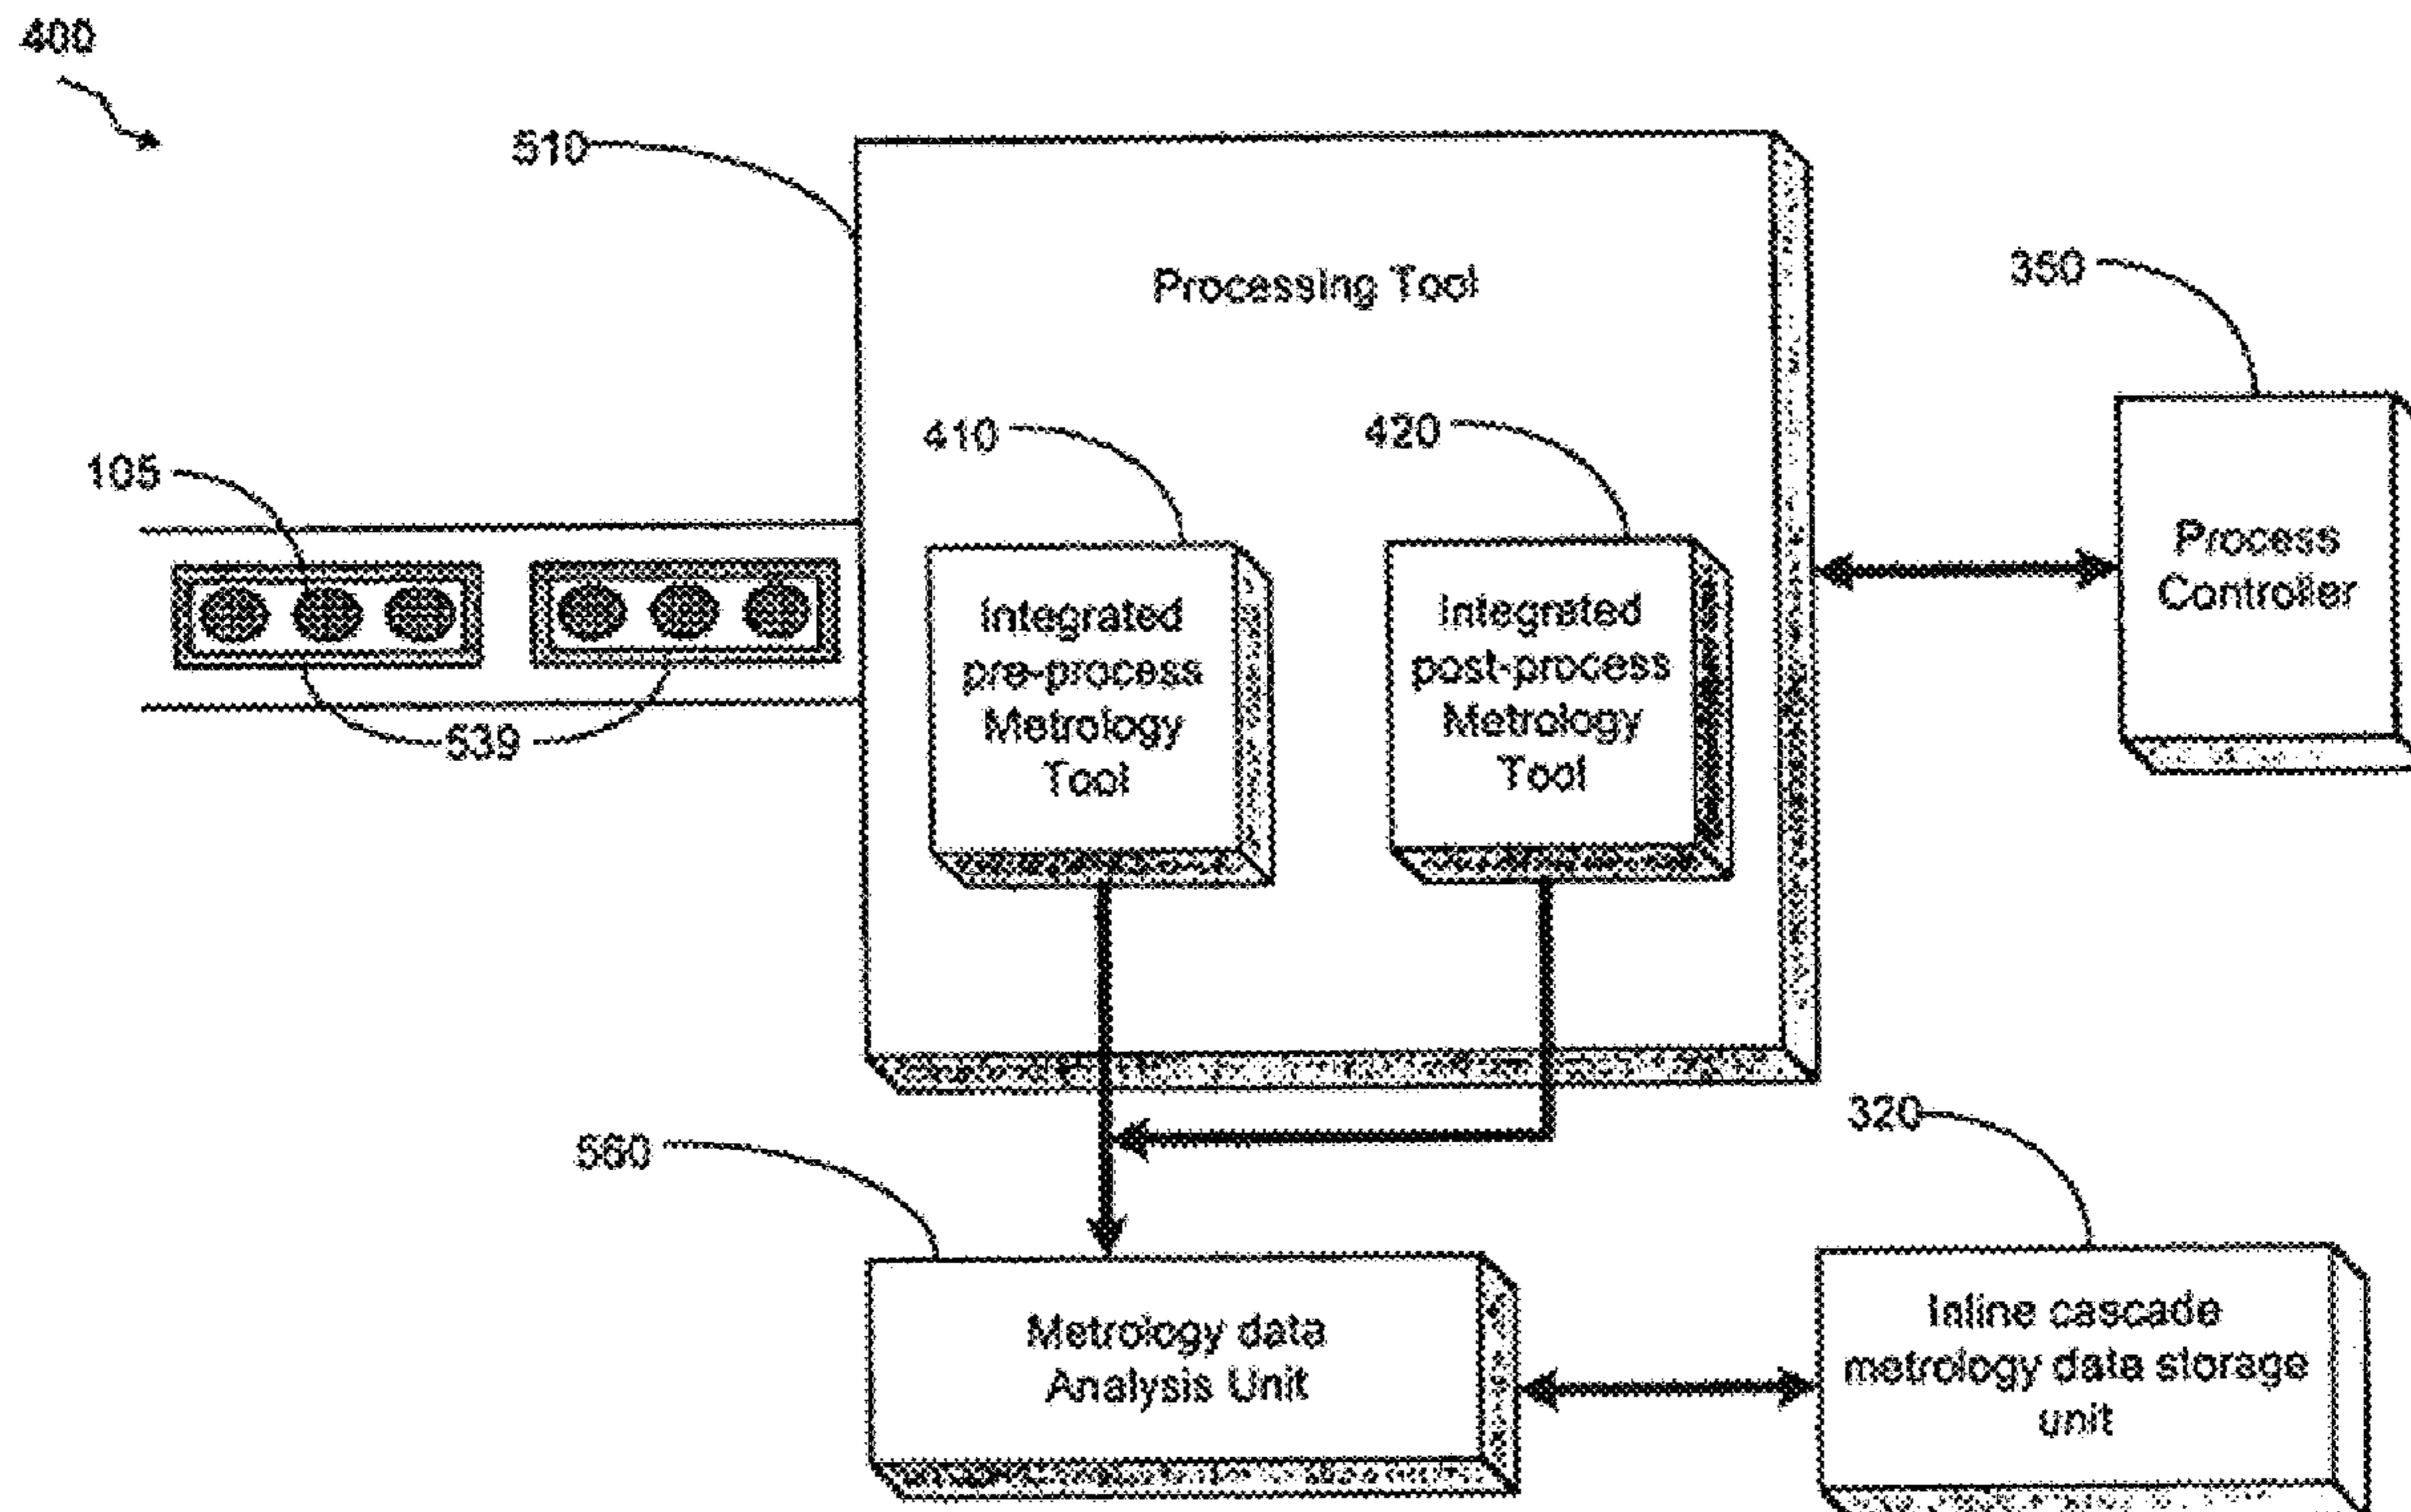 400
510
Processing Tool
350
410
420
105
Process
Controller
Integrated
pre-process
Metrology
Tool
Integrated
post-process
Metrology
Tool
539
320
560
Metrology data
Analysis Unit
Inline cascade
metrology data storage
unit